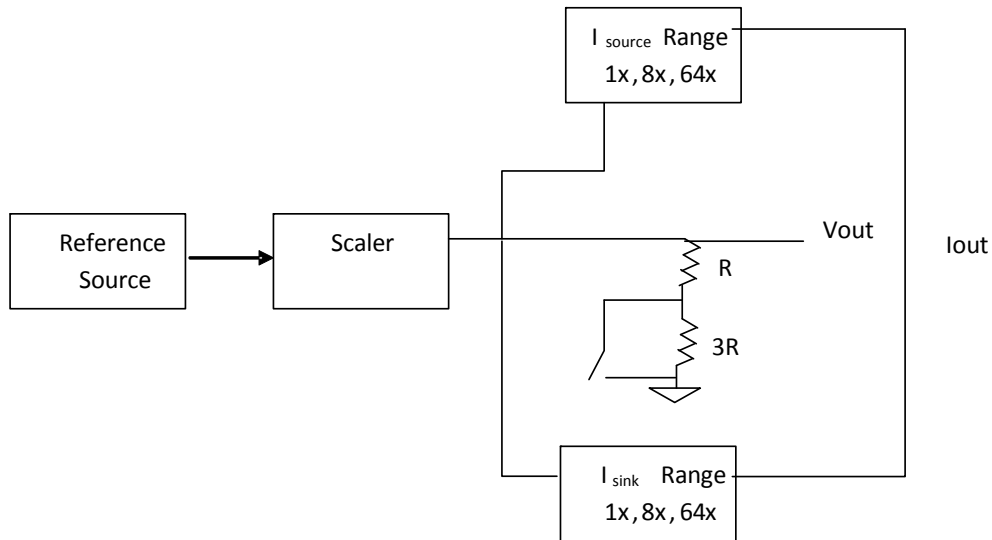 I source Range
1x, 8x, 64x
Reference
Source
Scaler
Vout
Iout
R
3R
I sink Range
1x, 8x, 64x